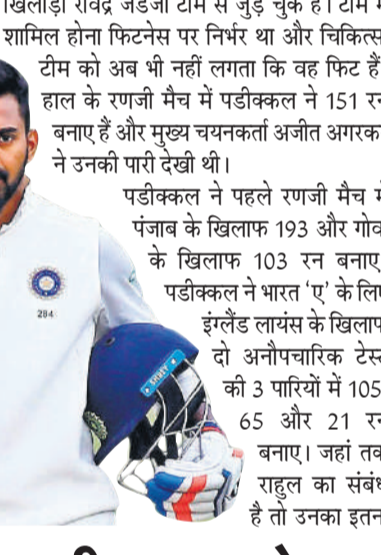 खिलाड़ी रविंद्र जडेजा टीम से जुड़ चुके हैं। टीम में
शामिल होना फिटनेस पर निर्भर था और चिकित्स
टीम को अब भी नहीं लगता कि वह फिट हैं
हाल के रणजी मैच में पडीक्कल ने 151 रन
बनाए हैं और मुख्य चयनकर्ता अजीत अगरक
ने उनकी पारी देखी थी।
पडीक्कल ने पहले रणजी मैच में
पंजाब के खिलाफ 193 और गोव
के खिलाफ 103 रन बनाए
पडीक्कल ने भारत ‘ए’ के लिए
इंग्लैंड लायंस के खिलाफ
दो अनौपचारिक टेस्ट
की 3 पारियों में 105
65 और 21 रन
बनाए। जहां तक
राहुल का संबंध
है तो उनका इतन
284
SHREY